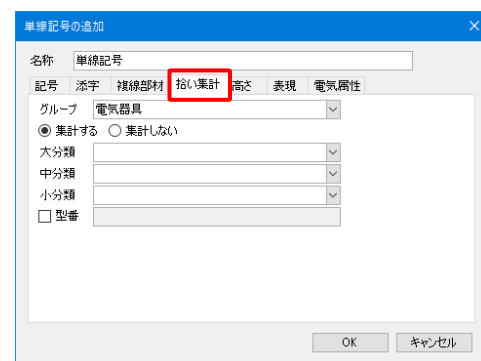 単線記号の追加
名称 単線記号
記号 添字 複線部材 拾い集計 高さ 表現 電気属性
グループ 電気器具
集計する 集計しない
大分類
中分類
小分類
型番
OK キャンセル